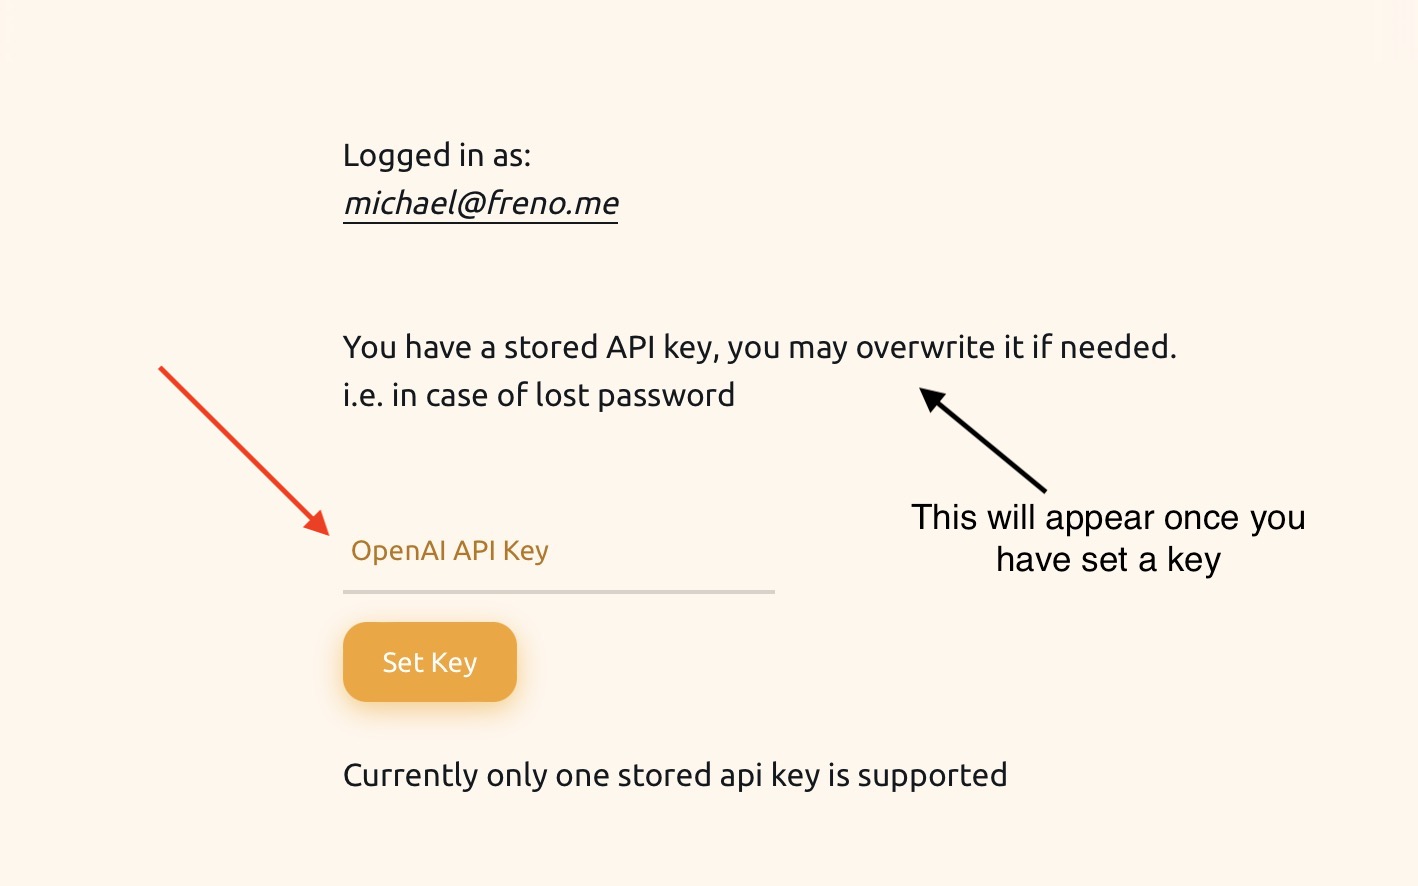 Logged in as:
michael@freno.me
You have a stored API key, you may overwrite it if needed.
i.e. in case of lost password
This will appear once you
have set a key
OpenAI API Key
Set Key
Currently only one stored api key is supported